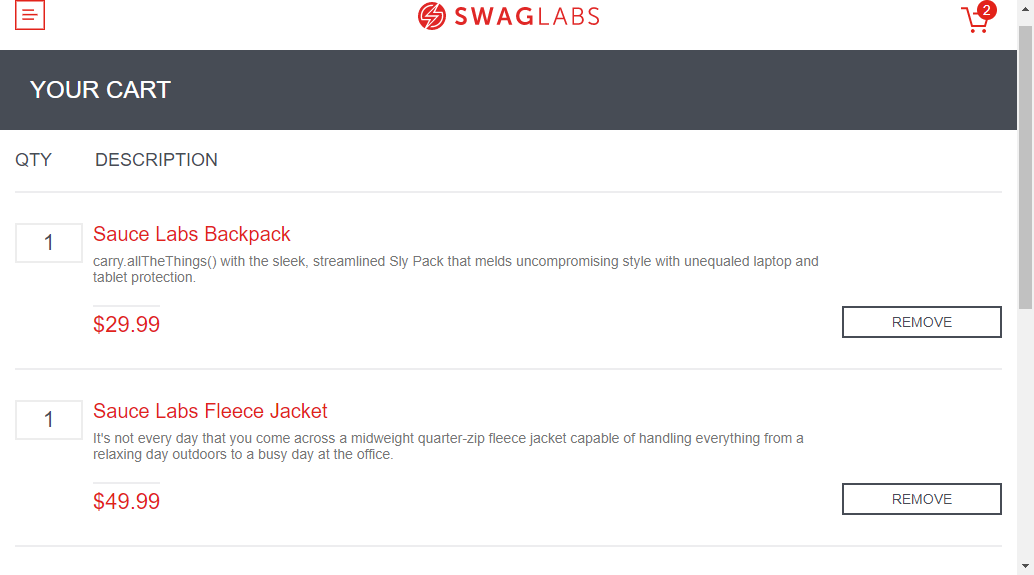 SWAGLABS
2
YOUR CART
QTY DESCRIPTION
1
Sauce Labs Backpack
carry.allTheThings() with the sleek, streamlined Sly Pack that melds uncompromising style with unequaled laptop and
tablet protection.
$29.99
REMOVE
1
Sauce Labs Fleece Jacket
It's not every day that you come across a midweight quarter-zip fleece jacket capable of handling everything from a
relaxing day outdoors to a busy day at the office.
$49.99
REMOVE